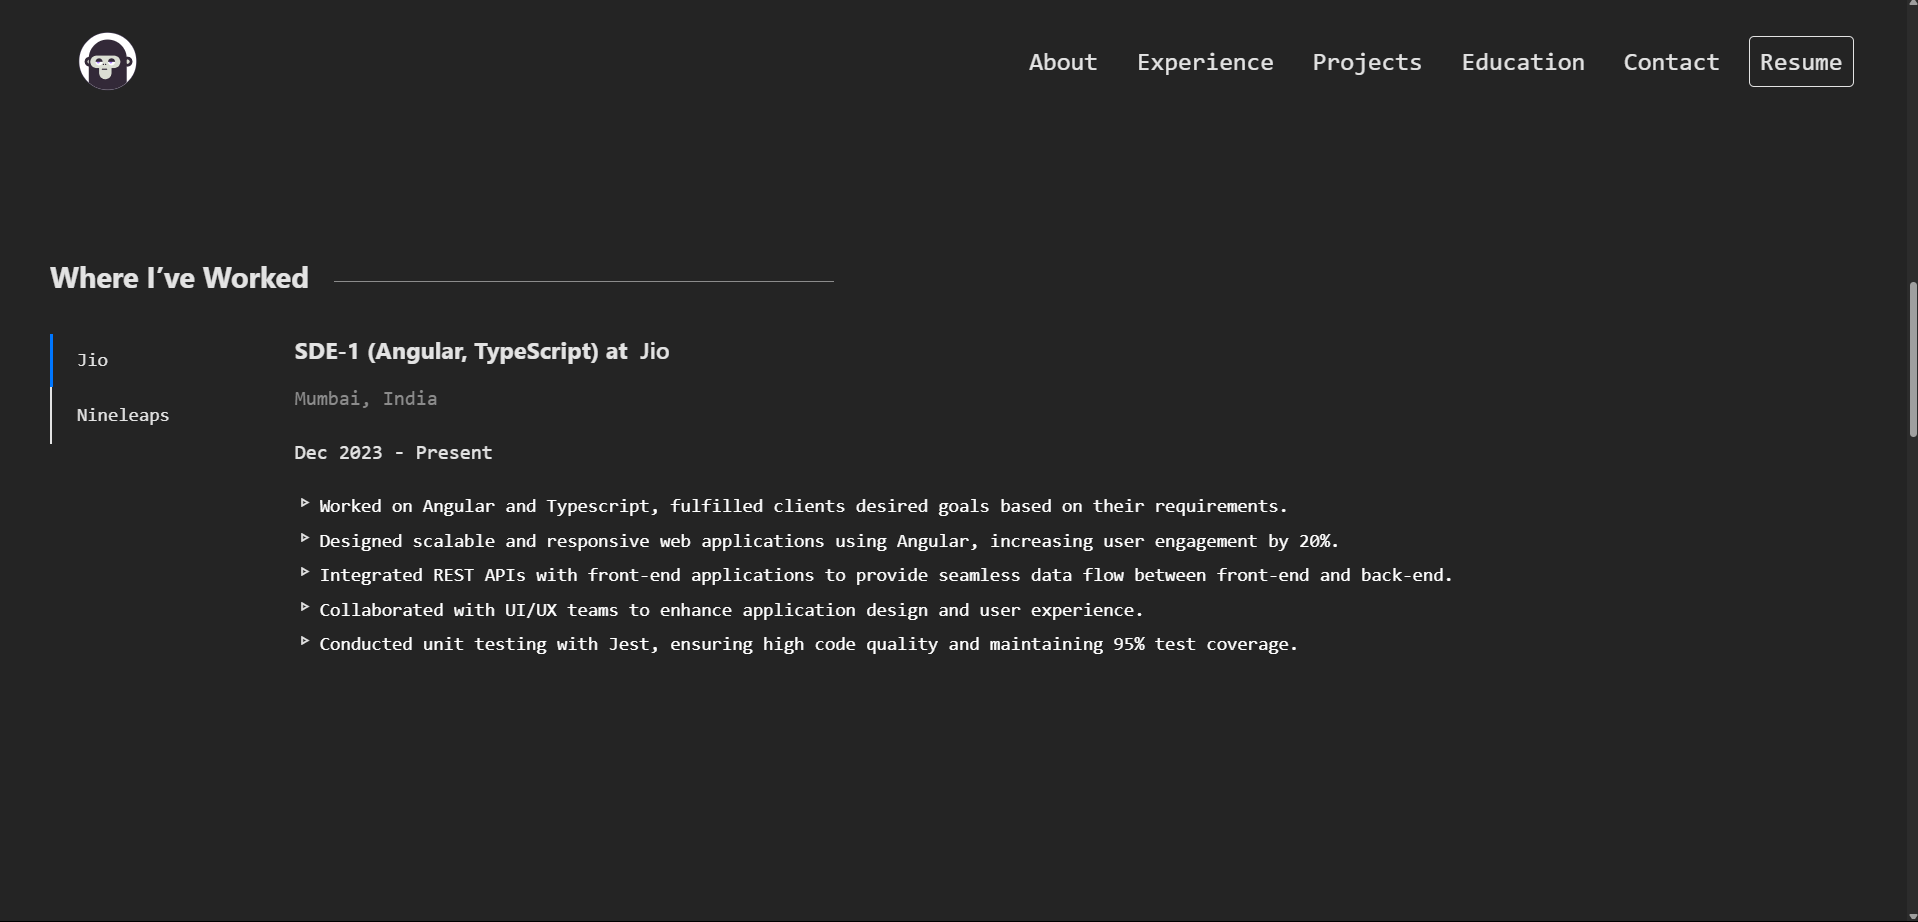 About Experience Projects Education Contact Resume
Where I’ve Worked
Jio
Nineleaps
SDE-1 (Angular, TypeScript) at Jio
Mumbai, India
Dec 2023 - Present
Worked on Angular and Typescript, fulfilled clients desired goals based on their requirements.
Designed scalable and responsive web applications using Angular, increasing user engagement by 20%.
Integrated REST APIs with front-end applications to provide seamless data flow between front-end and back-end.
Collaborated with UI/UX teams to enhance application design and user experience.
Conducted unit testing with Jest, ensuring high code quality and maintaining 95% test coverage.